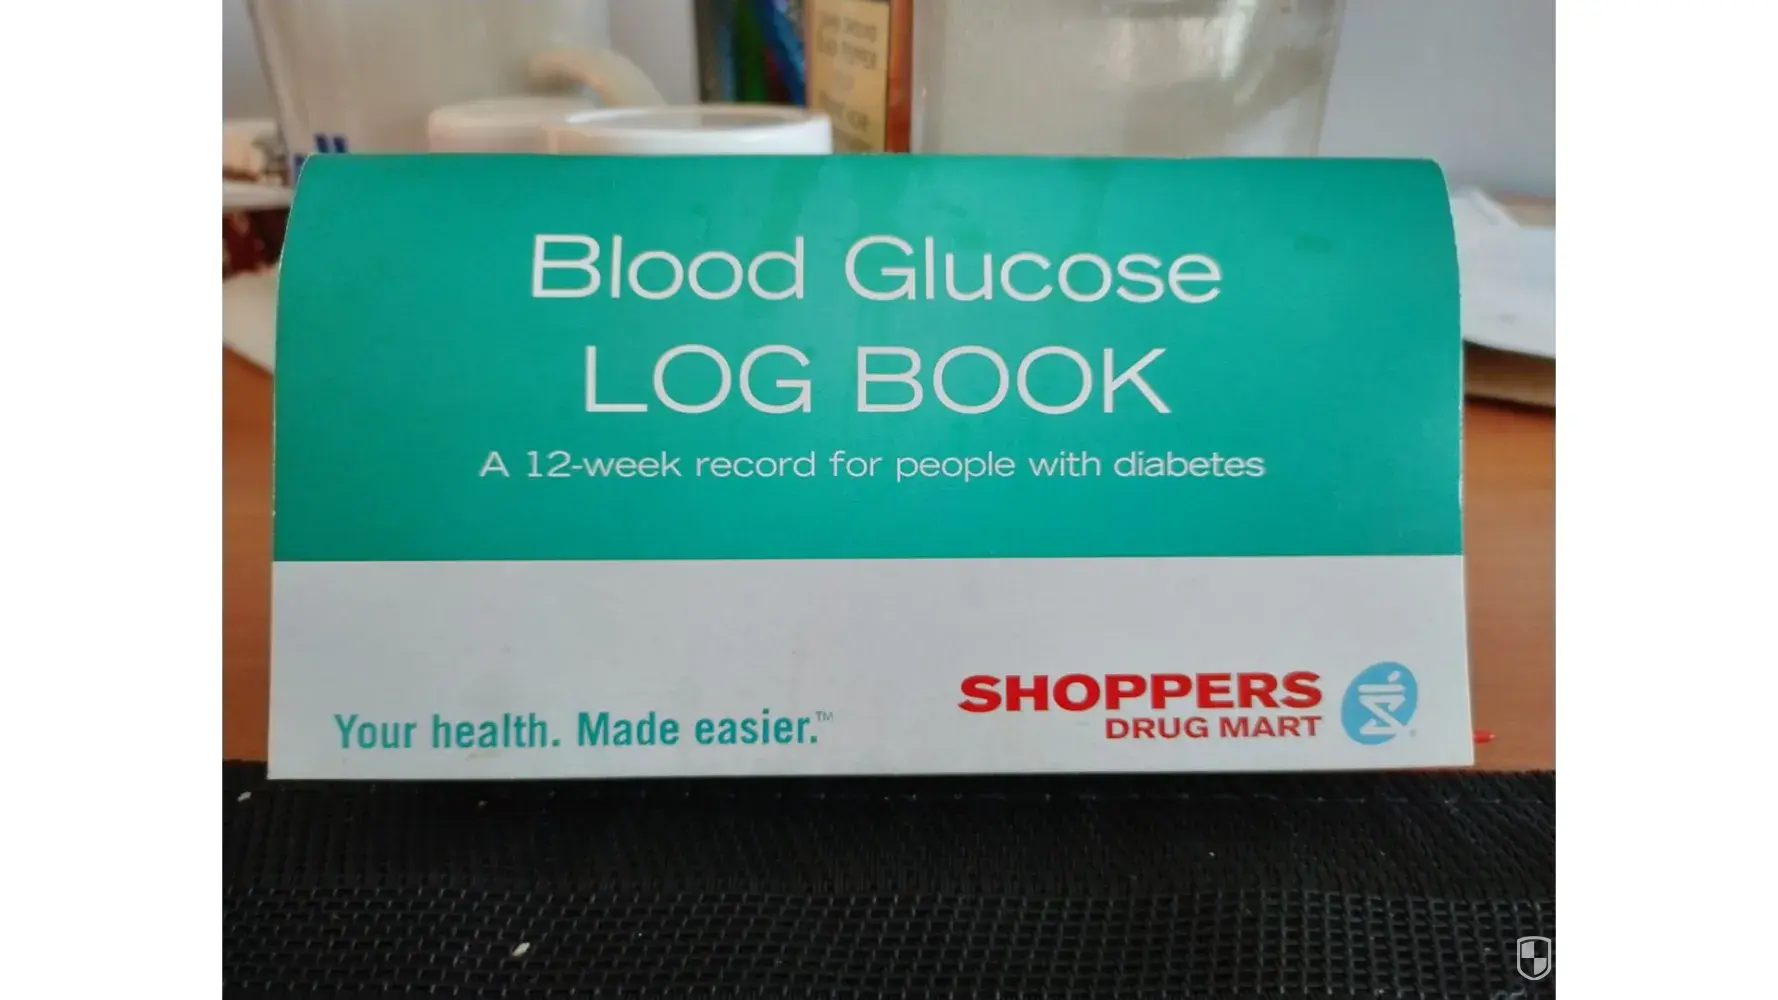 Blood Glucose
LOG BOOK
A 12-week record for people with diabetes
Your health. Made easier.™
SHOPPERS
DRUG MART